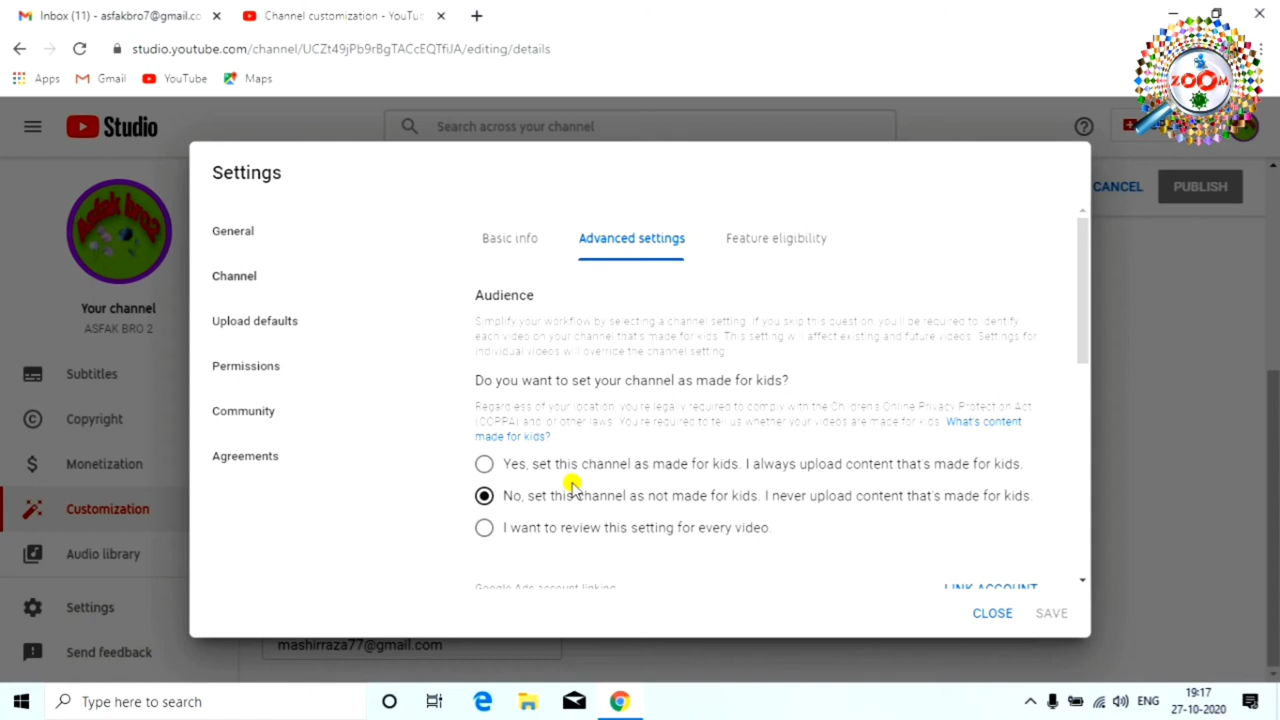 Inbox (11) - asfakbro7@gmail.co
Channel customization - YouTu
studio.youtube.com/channel/UCZt49jPb9rBgTACcEQTfiJA/editing/details
Apps
Gmail
YouTube
Maps
ZOOM
Studio
Search across your channel
Settings
CANCEL
PUBLISH
Asfak bro2
Your channel
ASFAK BRO 2
Subtitles
Copyright
Monetization
Customization
Audio library
Settings
Send feedback
General
Channel
Upload defaults
Permissions
Community
Agreements
Basic info
Advanced settings
Feature eligibility
Audience
Simplify your workflow by selecting a channel setting. If you skip this question, you'll be required to identify
each video on your channel that's made for kids. This setting will affect existing and future videos. Settings for
individual videos will override the channel setting.
Do you want to set your channel as made for kids?
Regardless of your location, you're legally required to comply with the Children's Online Privacy Protection Act
(COPPA) and/or other laws. You're required to tell us whether your videos are made for kids. What's content
made for kids?
Yes, set this channel as made for kids. I always upload content that's made for kids.
No, set this channel as not made for kids. I never upload content that's made for kids.
I want to review this setting for every video.
Google Ads account linking
LINK ACCOUNT
CLOSE
SAVE
mashirraza77@gmail.com
Type here to search
ENG
19:17
27-10-2020